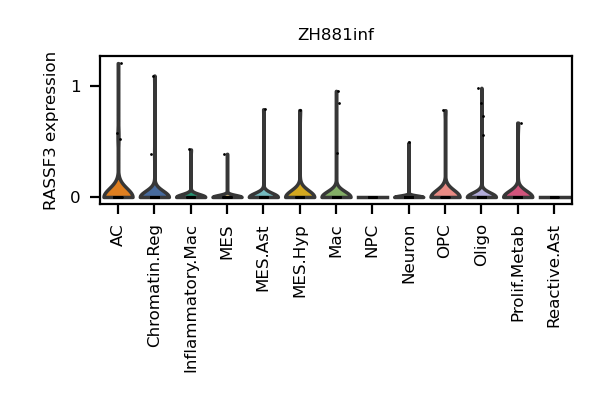 ZH881inf
RASSF3 expression
1
0
AC
Chromatin.Reg
Inflammatory.Mac
MES
MES.Ast
MES.Hyp
Mac
NPC
Neuron
OPC
Oligo
Prolif.Metab
Reactive.Ast